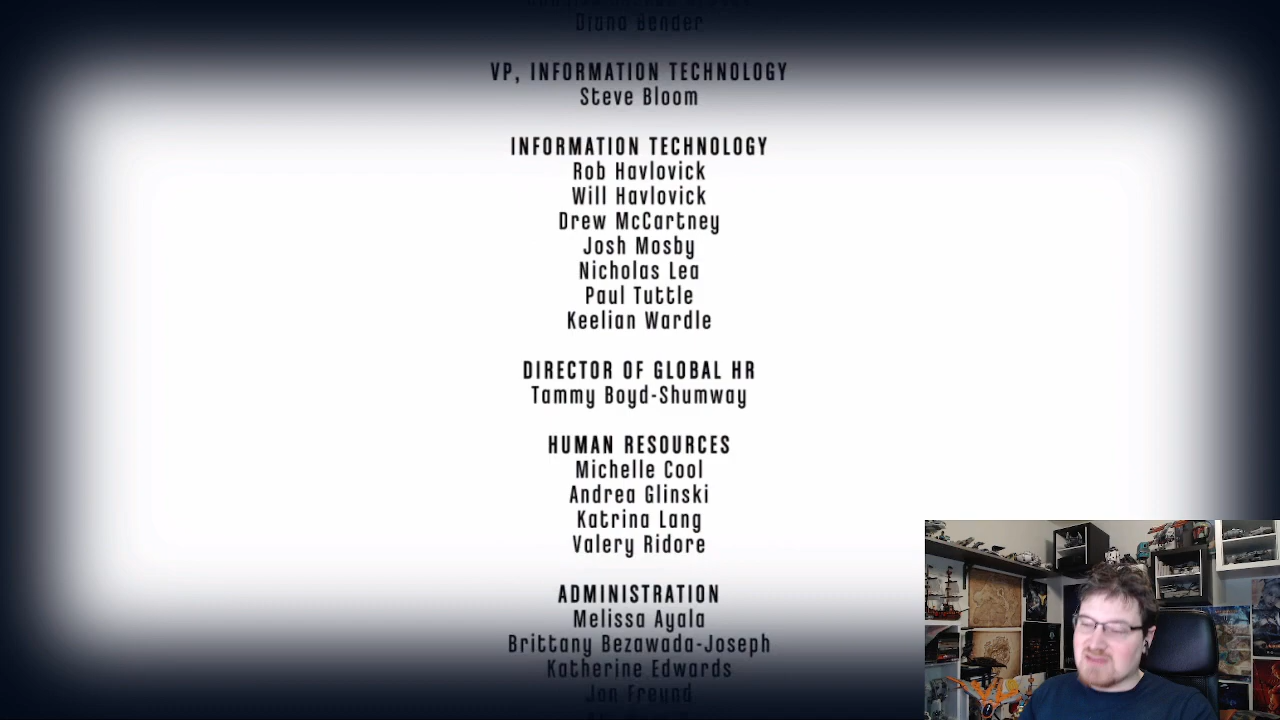 Diana Bender
VP, INFORMATION TECHNOLOGY
Steve Bloom
INFORMATION TECHNOLOGY
Rob Havlovick
Will Havlovick
Drew McCartney
Josh Mosby
Nicholas Lea
Paul Tuttle
Keelian Wardle
DIRECTOR OF GLOBAL HR
Tammy Boyd-Shumway
HUMAN RESOURCES
Michelle Cool
Andrea Glinski
Katrina Lang
Valery Ridore
ADMINISTRATION
Melissa Ayala
Brittany Bezawada-Joseph
Katherine Edwards
Jon Freund